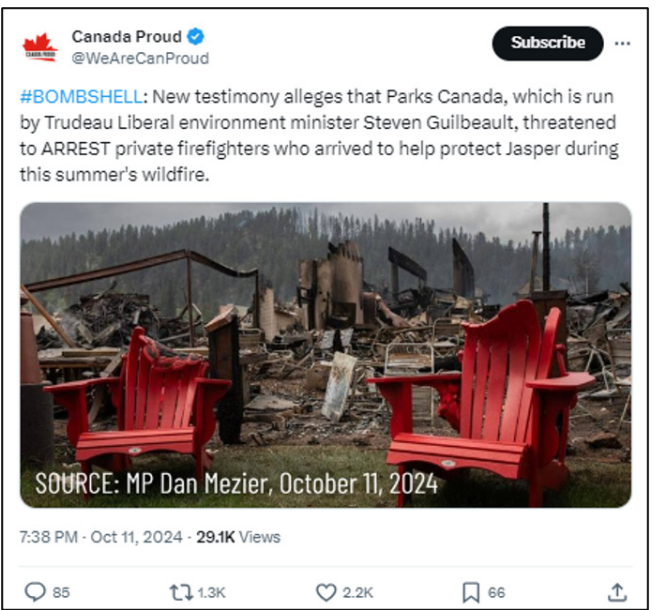 Canada Proud
@WeAreCanProud
Subscribe
#BOMBSHELL: New testimony alleges that Parks Canada, which is run
by Trudeau Liberal environment minister Steven Guilbeault, threatened
to ARREST private firefighters who arrived to help protect Jasper during
this summer's wildfire.
SOURCE: MP Dan Mezier, October 11, 2024
7:38 PM · Oct 11, 2024 · 29.1K Views
85
1.3K
2.2K
66